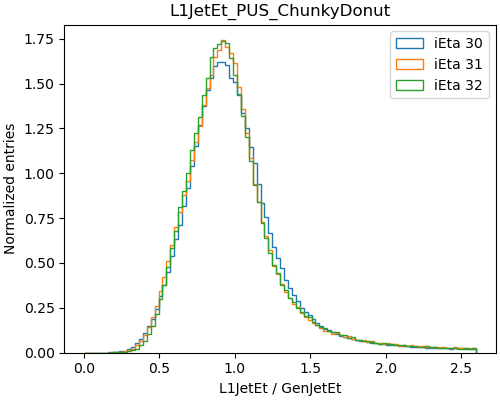 L1JetEt_PUS_ChunkyDonut
iEta 30
iEta 31
iEta 32
Normalized entries
1.75
1.50
1.25
1.00
0.75
0.50
0.25
0.00
0.0 0.5 1.0 1.5 2.0 2.5
L1JetEt / GenJetEt